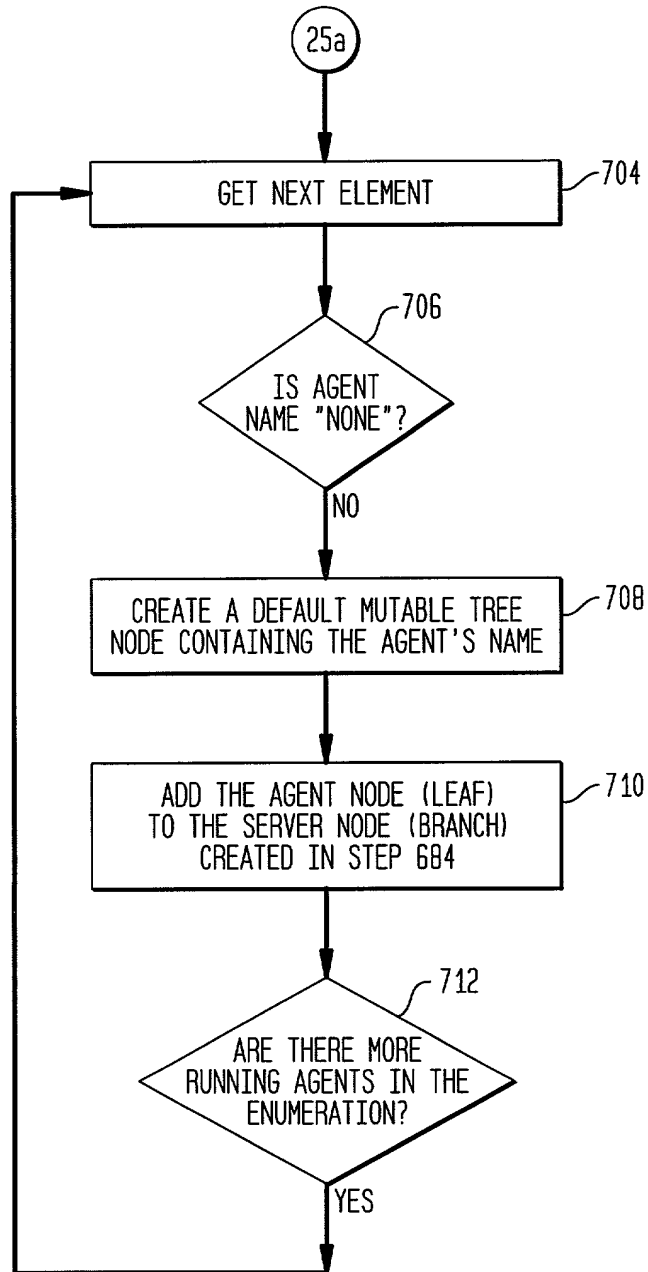 25a
GET NEXT ELEMENT
704
706
IS AGENT
NAME "NONE"?
NO
CREATE A DEFAULT MUTABLE TREE
NODE CONTAINING THE AGENT'S NAME
708
ADD THE AGENT NODE (LEAF)
TO THE SERVER NODE (BRANCH)
CREATED IN STEP 684
710
712
ARE THERE MORE
RUNNING AGENTS IN THE
ENUMERATION?
YES